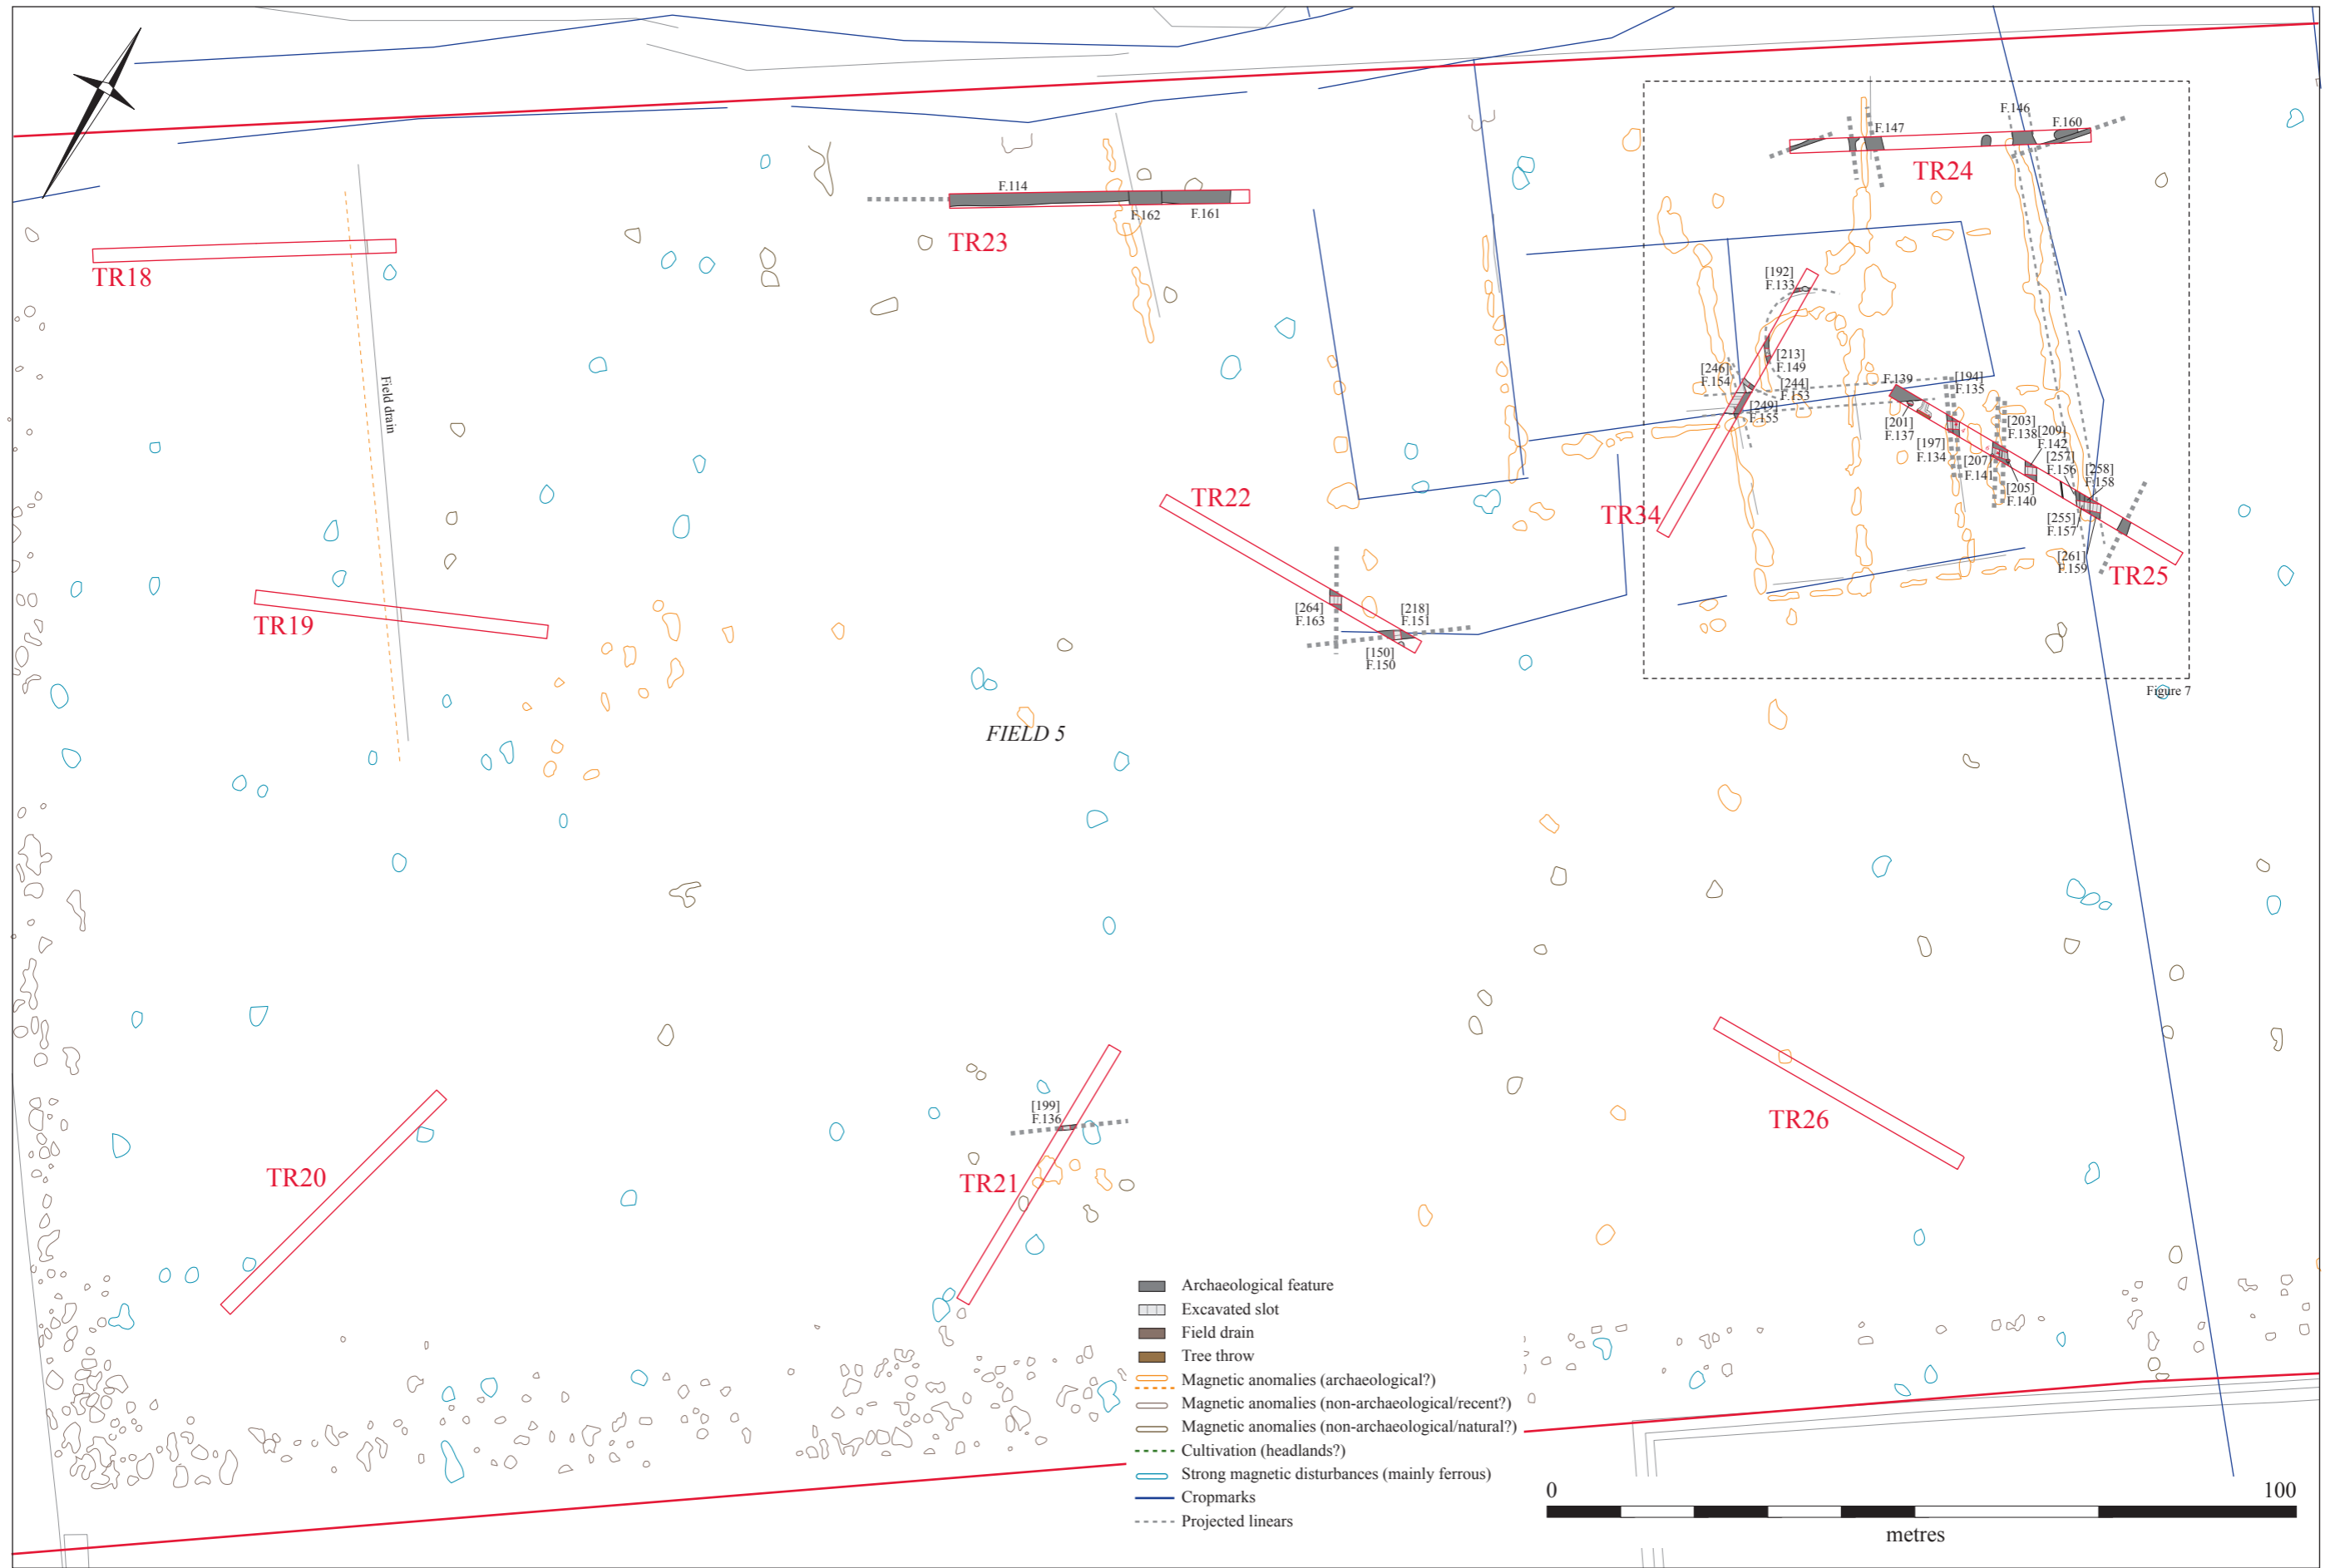 F.146
F.147
F.160
TR24
F.114
F.162
F.161
TR23
TR18
[192]
F.133
[213]
F.149
[246]
F.154
[244]
F.153
[249]
F.155
F.139
[194]
F.135
[201]
F.137
[203]
F.138
[209]
F.142
[197]
F.134
[207]
F.141
[257]
F.156
[258]
F.158
[205]
F.140
[255]
F.157
[261]
F.159
Field drain
TR22
TR34
TR25
TR19
[264]
F.163
[218]
F.151
[150]
F.150
Figure 7
FIELD 5
[199]
F.136
TR26
TR20
TR21
Archaeological feature
Excavated slot
Field drain
Tree throw
Magnetic anomalies (archaeological?)
Magnetic anomalies (non-archaeological/recent?)
Magnetic anomalies (non-archaeological/natural?)
Cultivation (headlands?)
Strong magnetic disturbances (mainly ferrous)
Cropmarks
Projected linears
0 100
metres